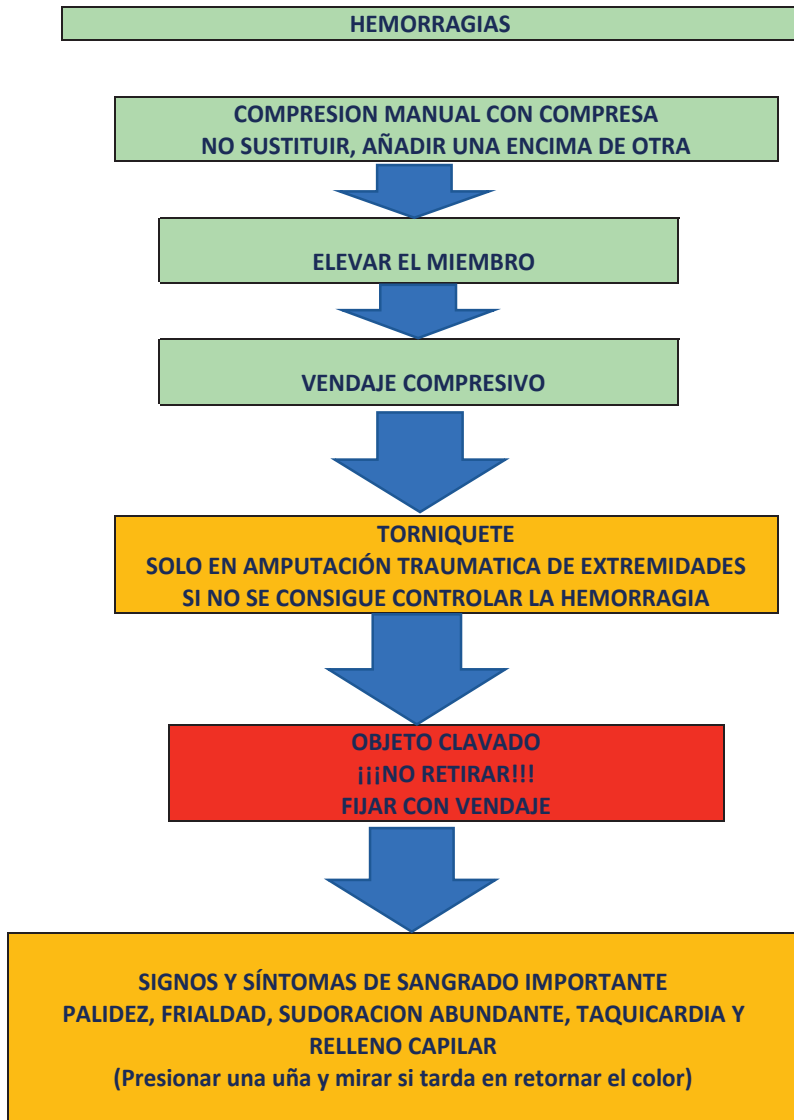 HEMORRAGIAS
COMPRESION MANUAL CON COMPRESA
NO SUSTITUIR, AÑADIR UNA ENCIMA DE OTRA
ELEVAR EL MIEMBRO
VENDAJE COMPRESIVO
TORNIQUETE
SOLO EN AMPUTACIÓN TRAUMATICA DE EXTREMIDADES
SI NO SE CONSIGUE CONTROLAR LA HEMORRAGIA
OBJETO CLAVADO
¡¡¡NO RETIRAR!!!
FIJAR CON VENDAJE
SIGNOS Y SÍNTOMAS DE SANGRADO IMPORTANTE
PALIDEZ, FRIALDAD, SUDORACION ABUNDANTE, TAQUICARDIA Y
RELLENO CAPILAR
(Presionar una uña y mirar si tarda en retornar el color)